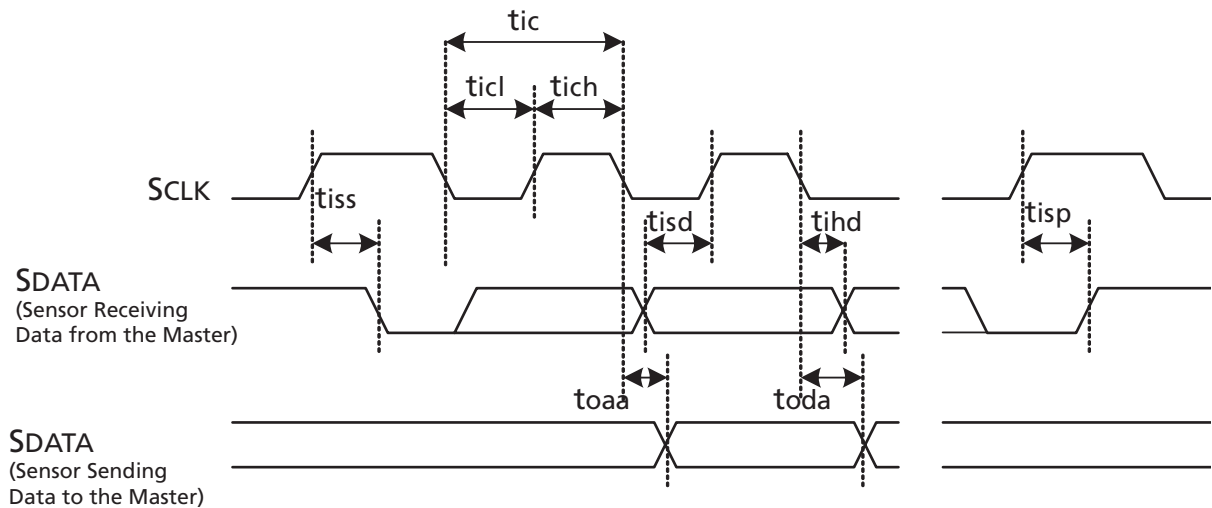 tic
ticl
tich
SCLK
tiss
tisd
tihd
tisp
SDATA
(Sensor Receiving
Data from the Master)
toaa
toda
SDATA
(Sensor Sending
Data to the Master)